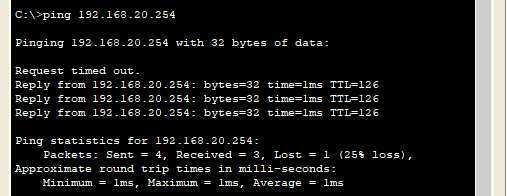 C:\>ping 192.168.20.254
Pinging 192.168.20.254 with 32 bytes of data:
Request timed out.
Reply from 192.168.20.254: bytes=32 time=1ms TTL=126
Reply from 192.168.20.254: bytes=32 time=1ms TTL=126
Reply from 192.168.20.254: bytes=32 time=1ms TTL=126
Ping statistics for 192.168.20.254:
    Packets: Sent = 4, Received = 3, Lost = 1 (25% loss),
Approximate round trip times in milli-seconds:
    Minimum = 1ms, Maximum = 1ms, Average = 1ms